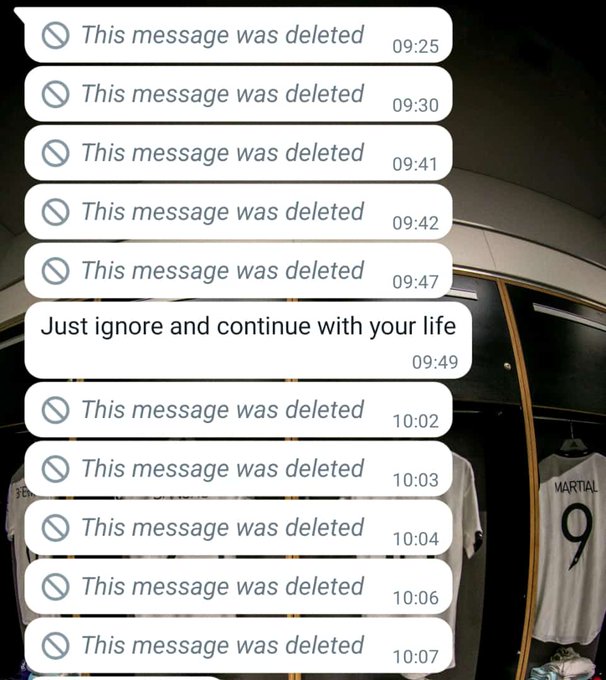 This message was deleted 09:25
This message was deleted 09:30
This message was deleted 09:41
This message was deleted 09:42
This message was deleted 09:47
Just ignore and continue with your life
09:49
This message was deleted 10:02
This message was deleted 10:03
This message was deleted 10:04
This message was deleted 10:06
This message was deleted 10:07
MARTIAL
9